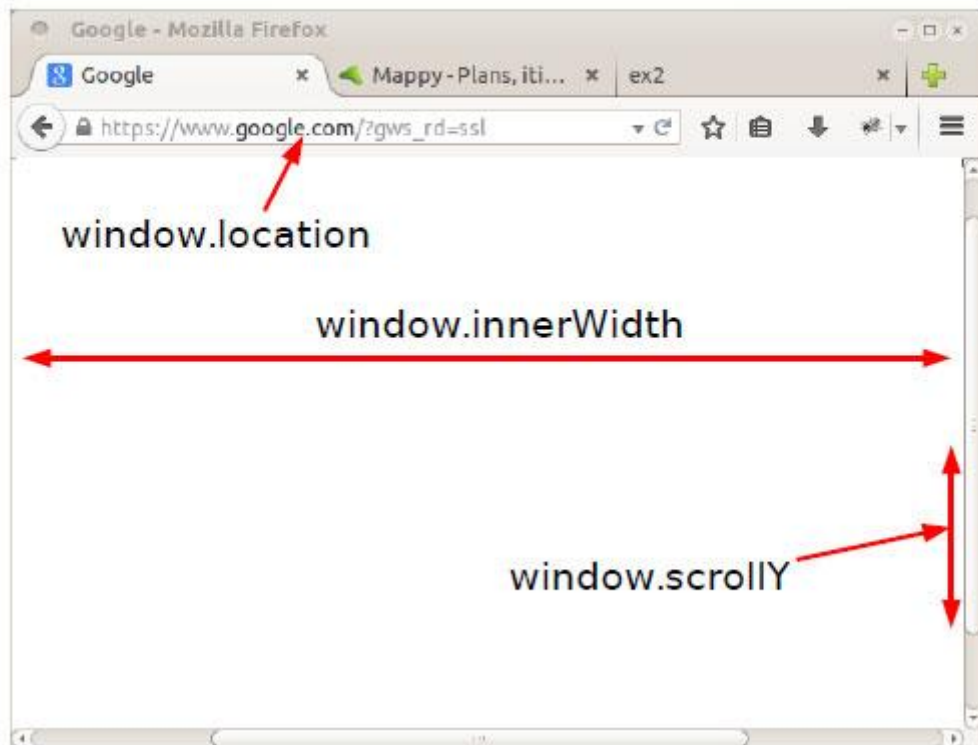 Google - Mozilla Firefox
Google
Mappy - Plans, iti...
ex2
https://www.google.com/?gws_rd=ssl
window.location
window.innerWidth
window.scrollY